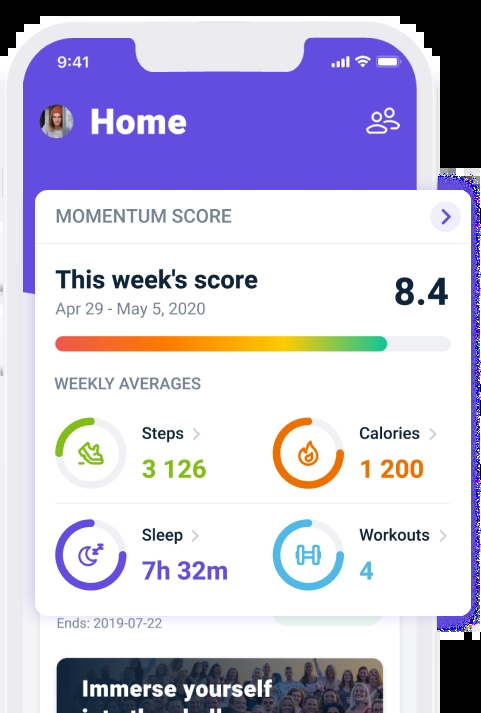 9:41
Home
MOMENTUM SCORE
This week's score
8.4
Apr 29 - May 5, 2020
WEEKLY AVERAGES
Steps
Calories
3 126
1 200
Sleep
Workouts
7h 32m
4
Ends: 2019-07-22
Immerse yourself